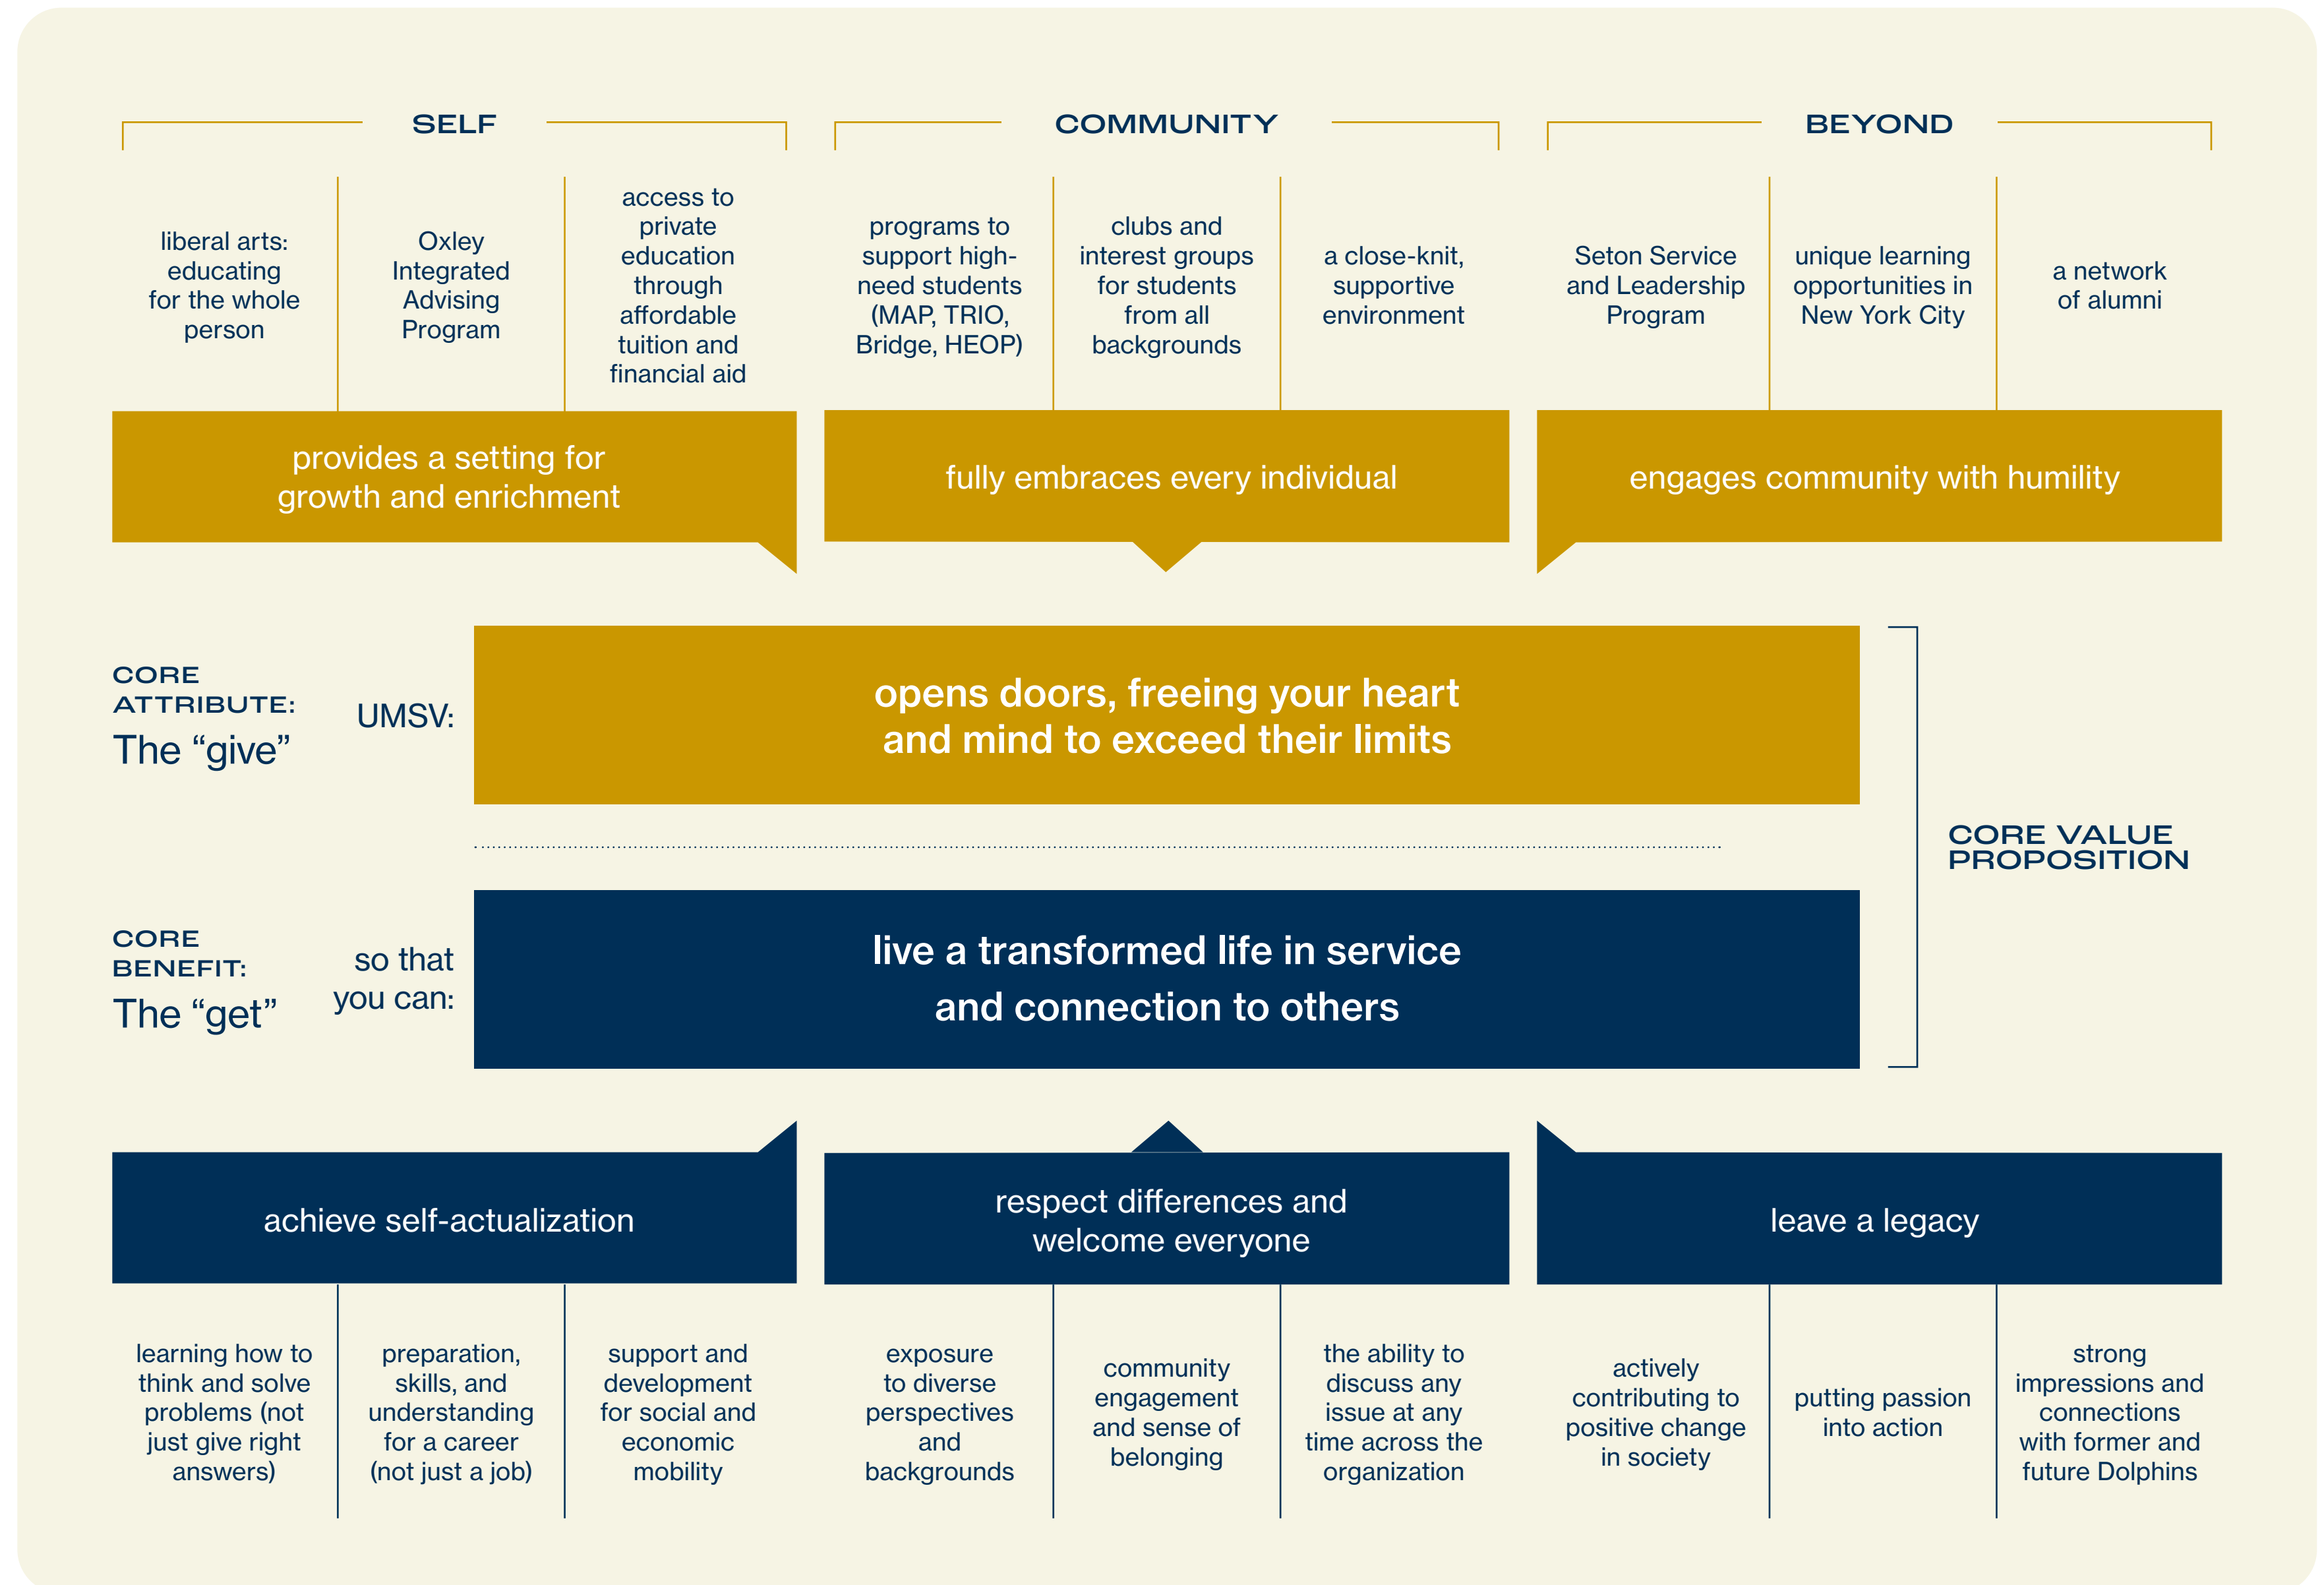 SELF
liberal arts:
educating
for the whole
person
Oxley
Integrated
Advising
Program
access to
private
education
through
affordable
tuition and
financial aid
provides a setting for
growth and enrichment
COMMUNITY
programs to
support high-
need students
(MAP, TRIO,
Bridge, HEOP)
clubs and
interest groups
for students
from all
backgrounds
a close-knit,
supportive
environment
fully embraces every individual
BEYOND
Seton Service
and Leadership
Program
unique learning
opportunities in
New York City
a network
of alumni
engages community with humility
CORE
ATTRIBUTE:
The “give”
UMSV:
opens doors, freeing your heart
and mind to exceed their limits
CORE VALUE
PROPOSITION
CORE
BENEFIT:
The “get”
so that
you can:
live a transformed life in service
and connection to others
achieve self-actualization
learning how to
think and solve
problems (not
just give right
answers)
preparation,
skills, and
understanding
for a career
(not just a job)
support and
development
for social and
economic
mobility
respect differences and
welcome everyone
exposure
to diverse
perspectives
and
backgrounds
community
engagement
and sense of
belonging
the ability to
discuss any
issue at any
time across the
organization
leave a legacy
actively
contributing to
positive change
in society
putting passion
into action
strong
impressions and
connections
with former and
future Dolphins